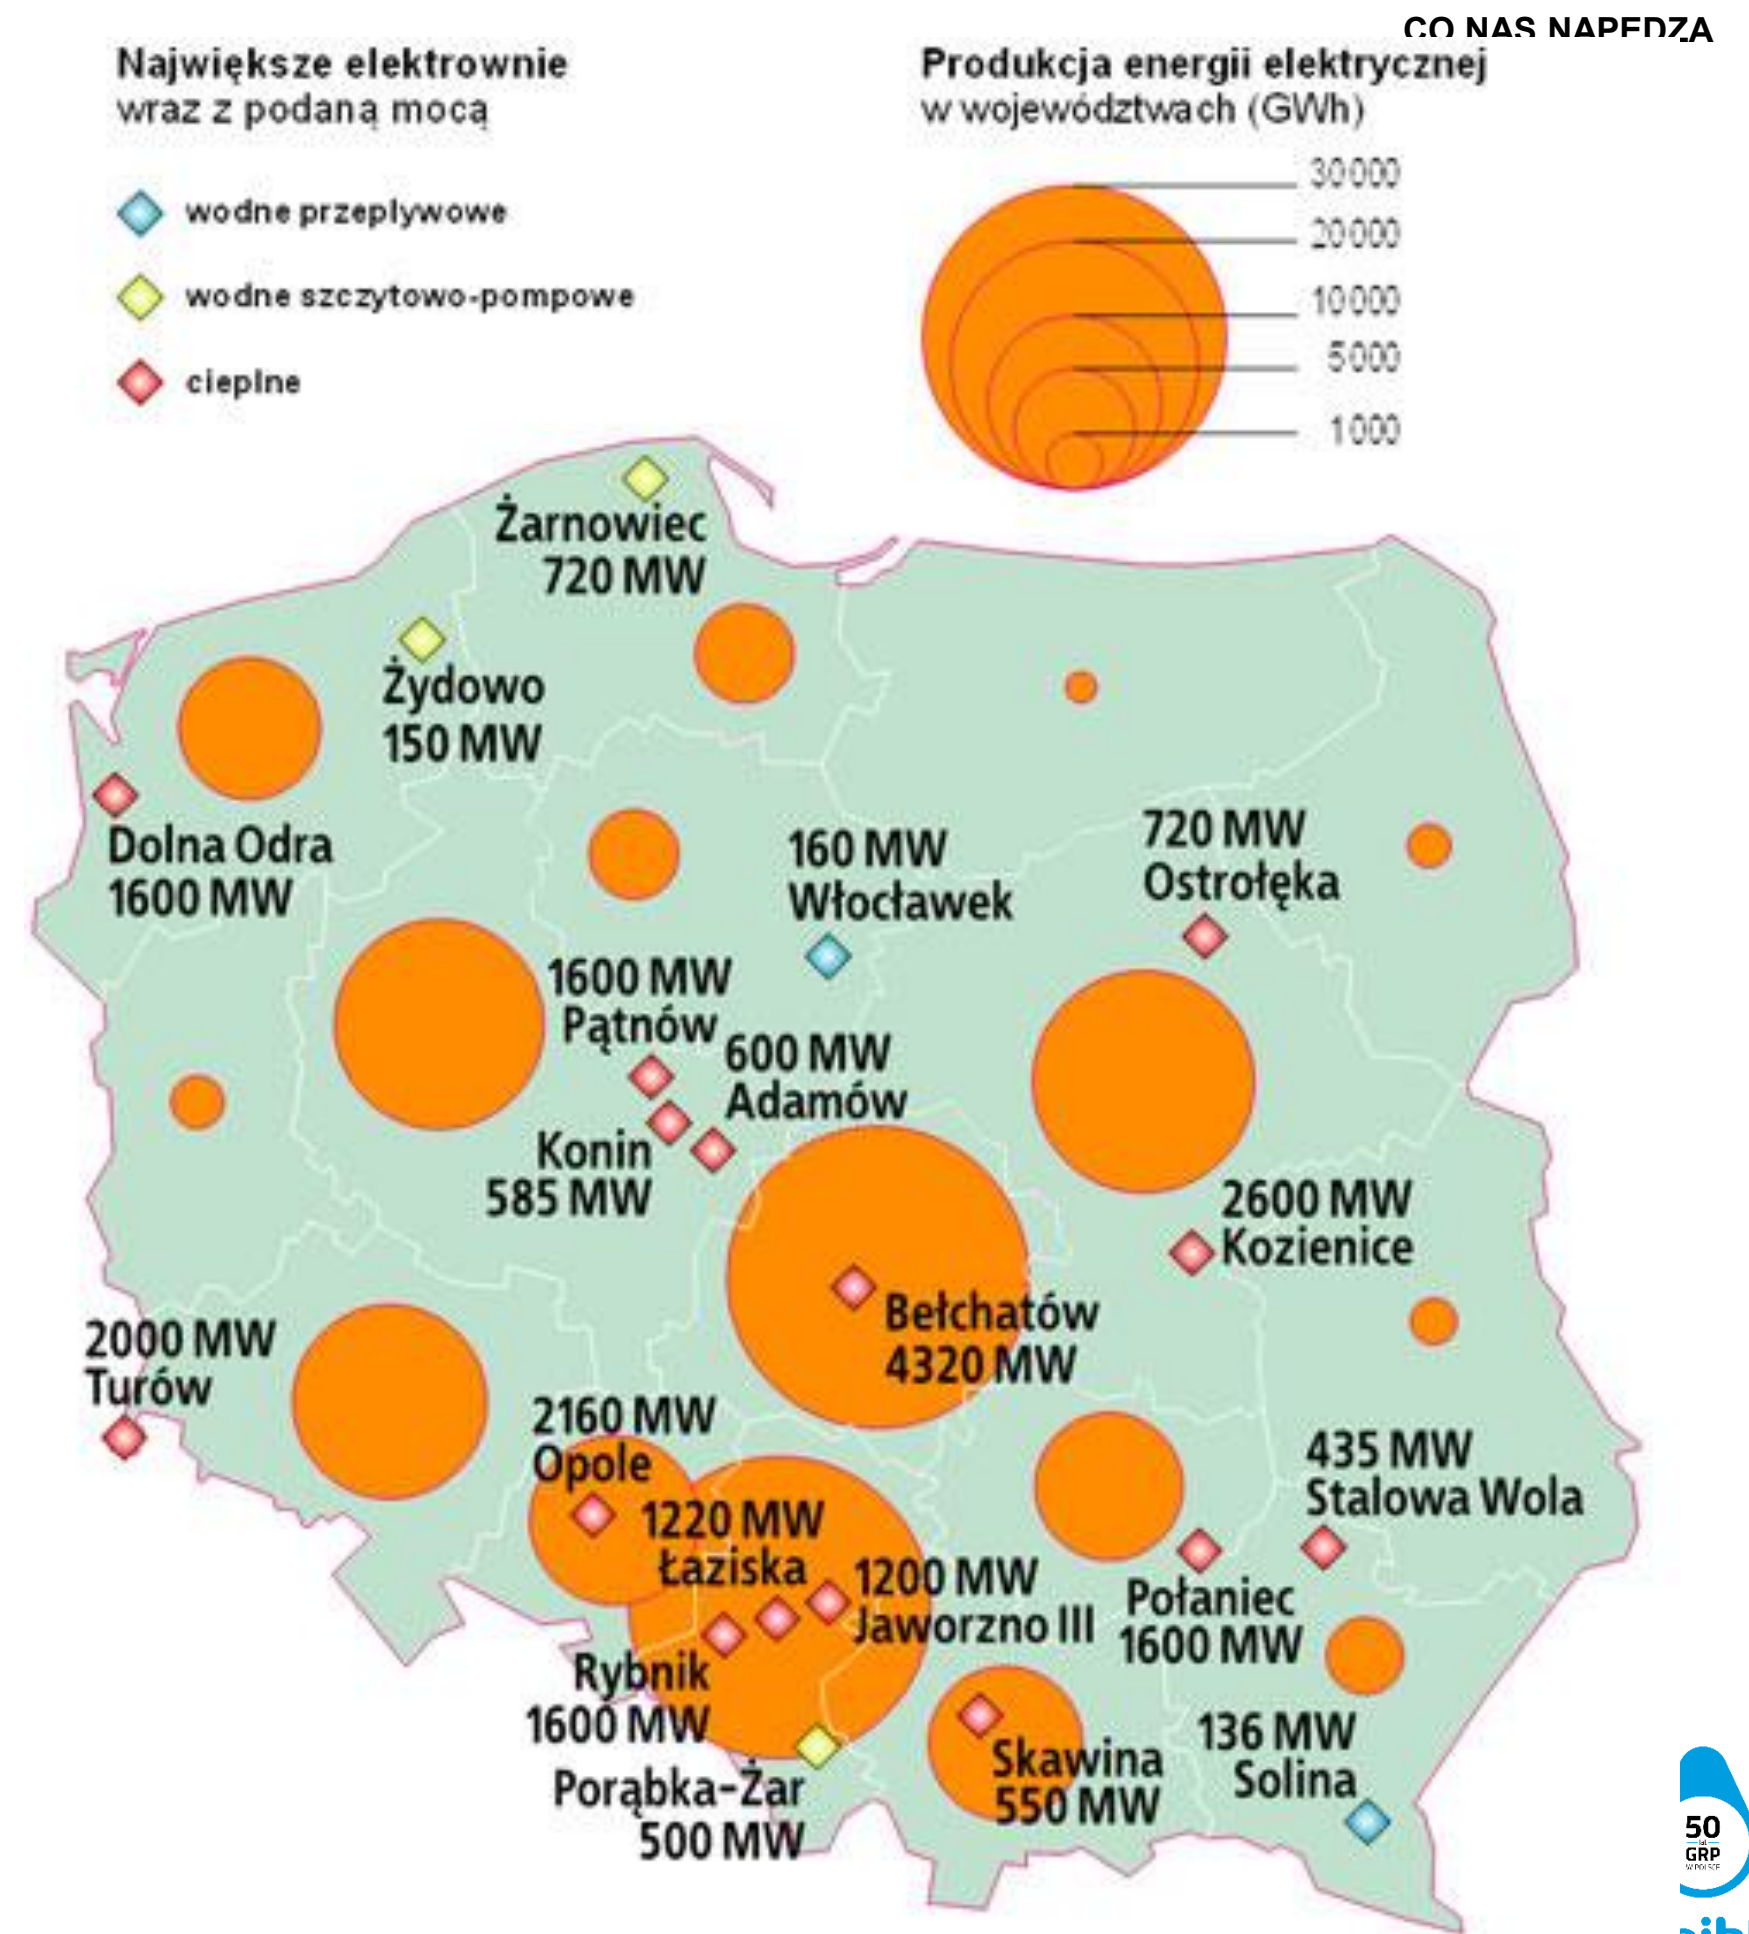 CO NAS NAPĘDZA
Największe elektrownie
wraz z podaną mocą
wodne przepływowe
wodne szczytowo-pompowe
cieplne
Produkcja energii elektrycznej
w województwach (GWh)
30000
20000
10000
5000
1000
Żarnowiec
720 MW
Żydowo
150 MW
Dolna Odra
1600 MW
160 MW
Włocławek
720 MW
Ostrołęka
1600 MW
Pątnów
600 MW
Adamów
Konin
585 MW
2600 MW
Kozienice
Bełchatów
4320 MW
2000 MW
Turów
2160 MW
Opole
1220 MW
Łaziska
1200 MW
Jaworzno III
435 MW
Stalowa Wola
Połaniec
1600 MW
Rybnik
1600 MW
Porąbka-Żar
500 MW
Skawina
550 MW
136 MW
Solina
50
lat
GRP
W POLSCE